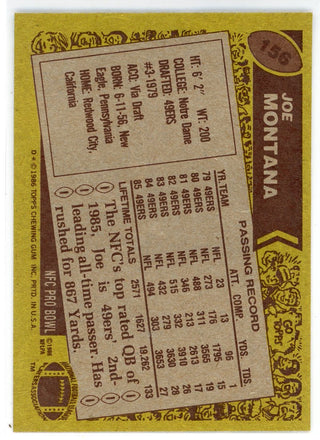 156
JOE
MONTANA
HT: 6' 2" WT: 200
COLLEGE: Notre Dame
DRAFTED: 49ERS
#3-1979
ACQ: Via Draft
BORN: 6-11-56, New
Eagle, Pennsylvania
HOME: Redwood City,
California
PASSING RECORD
YR. TEAM ATT. COMP. YDS. TDS.
79 49ERS NFL 23 13 96 1
80 49ERS NFL 273 176 1795 15
81 49ERS NFL 488 311 3565 19
82 49ERS NFL 346 213 2613 17
83 49ERS NFL 515 332 3910 26
84 49ERS NFL 432 279 3630 28
85 49ERS NFL 494 303 3653 27
LIFETIME TOTALS 2571 1627 19,262 133
The NFC's top rated QB of
1985, Joe is 49ers' 2nd-
leading all-time passer. Has
rushed for 867 Yards.
GO
TOPPS
NFC PRO BOWL
© 1986
NFLPA
TM
D* © 1986 TOPPS CHEWING GUM, INC. PRTD. IN U.S.A.